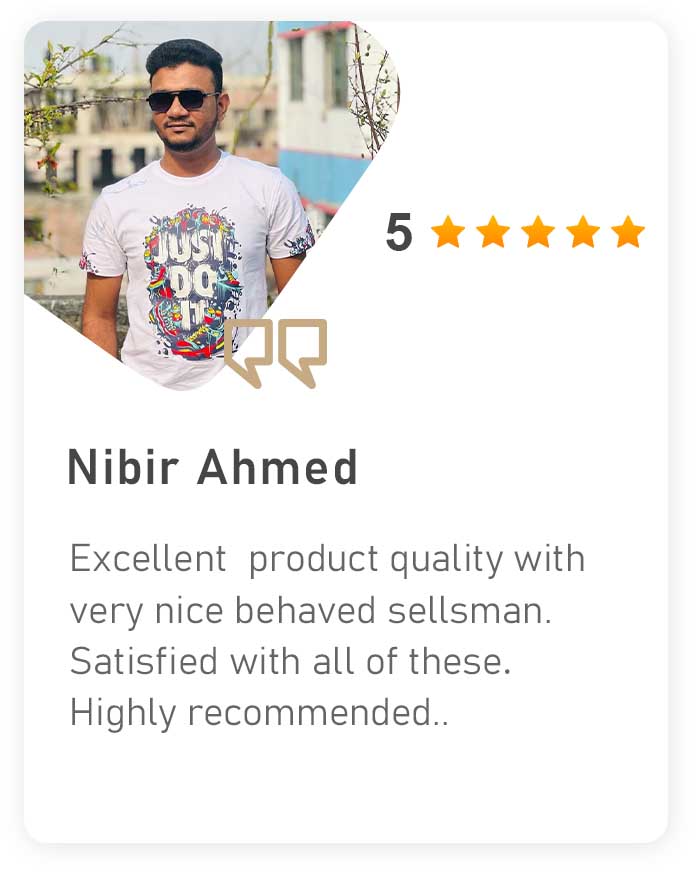 JUST
DO
IT
5
Nibir Ahmed
Excellent  product quality with
very nice behaved sellsman.
Satisfied with all of these.
Highly recommended..